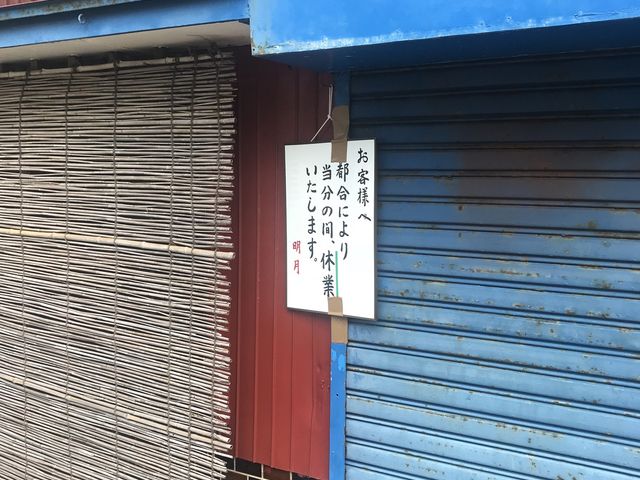 お客様へ
都合により
当分の間、休業
いたします。
明月